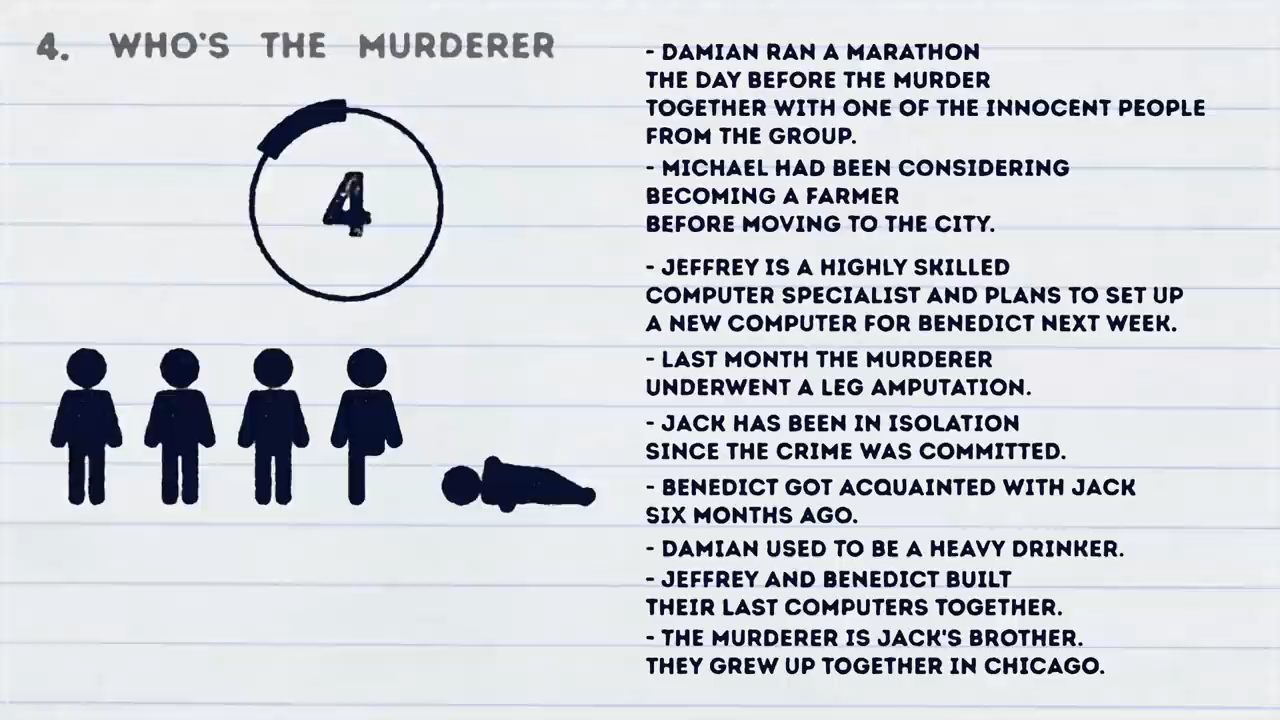 4. WHO'S THE MURDERER
4
- DAMIAN RAN A MARATHON
THE DAY BEFORE THE MURDER
TOGETHER WITH ONE OF THE INNOCENT PEOPLE
FROM THE GROUP.
- MICHAEL HAD BEEN CONSIDERING
BECOMING A FARMER
BEFORE MOVING TO THE CITY.
- JEFFREY IS A HIGHLY SKILLED
COMPUTER SPECIALIST AND PLANS TO SET UP
A NEW COMPUTER FOR BENEDICT NEXT WEEK.
- LAST MONTH THE MURDERER
UNDERWENT A LEG AMPUTATION.
- JACK HAS BEEN IN ISOLATION
SINCE THE CRIME WAS COMMITTED.
- BENEDICT GOT ACQUAINTED WITH JACK
SIX MONTHS AGO.
- DAMIAN USED TO BE A HEAVY DRINKER.
- JEFFREY AND BENEDICT BUILT
THEIR LAST COMPUTERS TOGETHER.
- THE MURDERER IS JACK'S BROTHER.
THEY GREW UP TOGETHER IN CHICAGO.